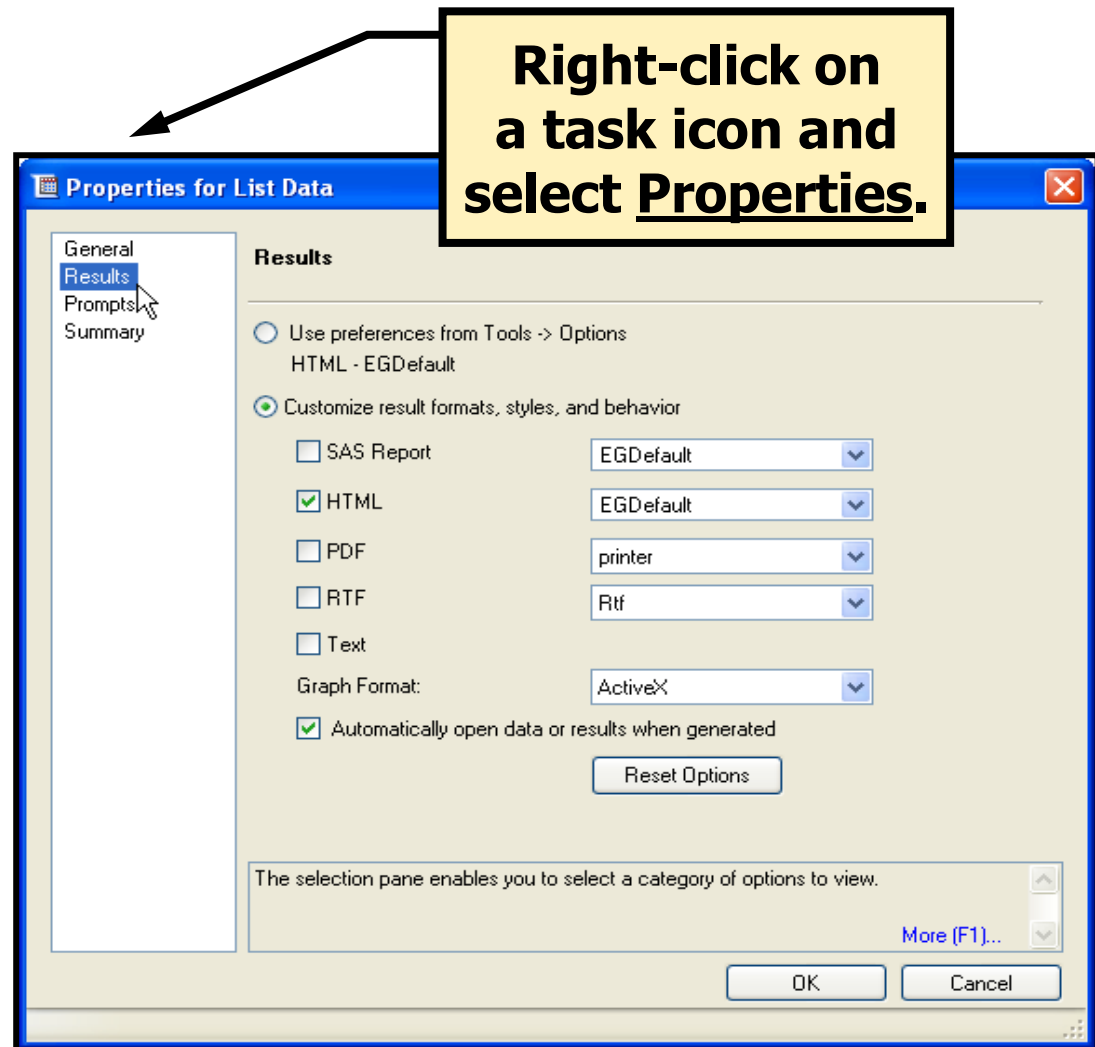 Right-click on
a task icon and
select Properties.
Properties for List Data
General
Results
Prompts
Summary
Results
Use preferences from Tools -> Options
HTML - EGDefault
Customize result formats, styles, and behavior
SAS Report EGDefault
HTML EGDefault
PDF printer
RTF Rtf
Text
Graph Format: ActiveX
Automatically open data or results when generated
Reset Options
The selection pane enables you to select a category of options to view.
More (F1)...
OK Cancel